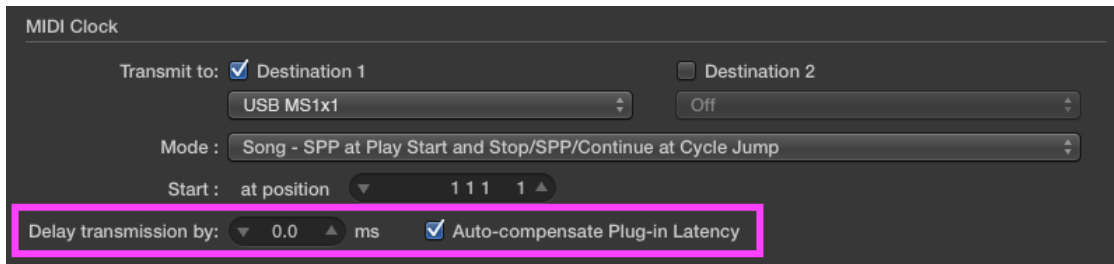 MIDI Clock
Transmit to: Destination 1 Destination 2
USB MS1x1 Off
Mode : Song - SPP at Play Start and Stop/SPP/Continue at Cycle Jump
Start : at position 1 1 1 1
Delay transmission by: 0.0 ms Auto-compensate Plug-in Latency